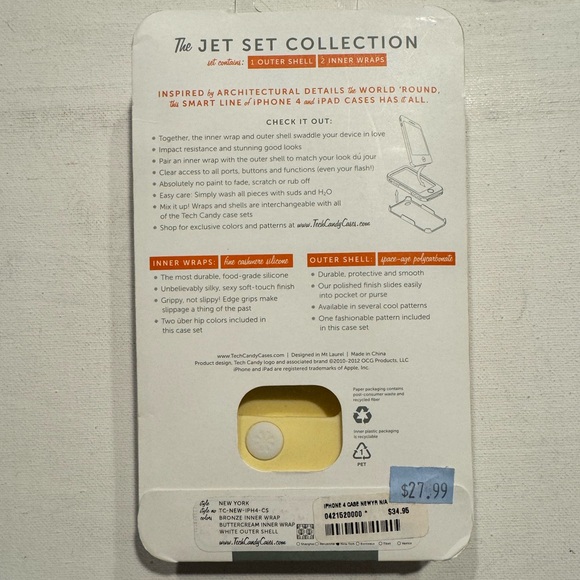 The JET SET COLLECTION
set contains: 1 OUTER SHELL 2 INNER WRAPS
INSPIRED by ARCHITECTURAL DETAILS the WORLD 'ROUND,
this SMART LINE of iPHONE 4 and iPAD CASES HAS it ALL.
CHECK IT OUT:
• Together, the inner wrap and outer shell swaddle your device in love
• Impact resistance and stunning good looks
• Pair an inner wrap with the outer shell to match your look dú jour
• Clear access to all ports, buttons and functions (even your flash!)
• Absolutely no paint to fade, scratch or rub off
• Easy care: Simply wash all pieces with suds and H₂O
• Mix it up! Wraps and shells are interchangeable with all
of the Tech Candy case sets
• Shop for exclusive colors and patterns at www.TechCandyCases.com
INNER WRAPS: fine cashmere silicone
• The most durable, food-grade silicone
• Unbelievably silky, sexy soft-touch finish
• Grippy, not slippy! Edge grips make
slippage a thing of the past
• Two über hip colors included in
this case set
OUTER SHELL: space-age polycarbonate
• Durable, protective and smooth
• Our polished finish slides easily
into pocket or purse
• Available in several cool patterns
• One fashionable pattern included
in this case set
www.TechCandyCases.com | Designed in Mt Laurel | Made in China
Product design, Tech Candy logo and associated brand ©2010-2012 OCG Products, LLC
iPhone and iPad are registered trademarks of Apple, Inc.
Paper packaging contains
post-consumer waste and
recycled fiber
Inner plastic packaging
is recyclable
1
PET
$27.99
style NEW YORK
style no TC-NEW-IPH4-CS
colors BRONZE INNER WRAP
BUTTERCREAM INNER WRAP
WHITE OUTER SHELL
www.TechCandyCases.com
IPHONE 4 CASE NEWYR N/A
0421520000 * $34.95